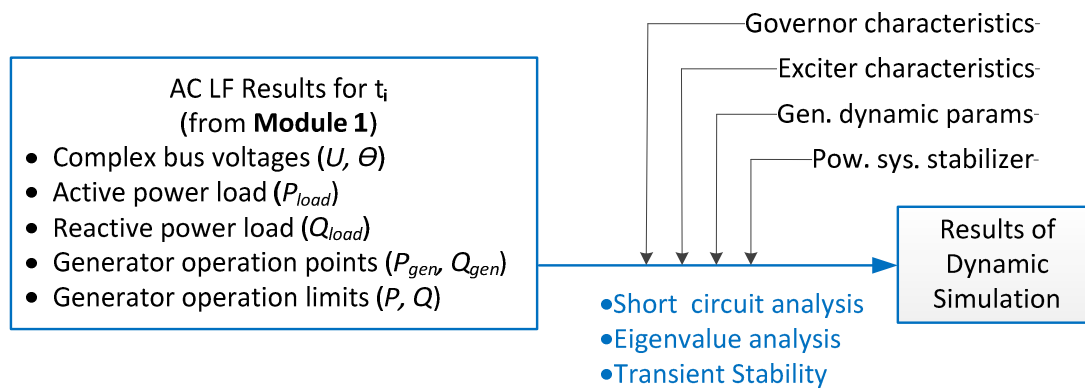 Governor characteristics
Exciter characteristics
Gen. dynamic params
Pow. sys. stabilizer
AC LF Results for ti
(from Module 1)
• Complex bus voltages (U, Θ)
• Active power load (Pload)
• Reactive power load (Qload)
• Generator operation points (Pgen, Qgen)
• Generator operation limits (P, Q)
•Short circuit analysis
•Eigenvalue analysis
•Transient Stability
Results of
Dynamic
Simulation